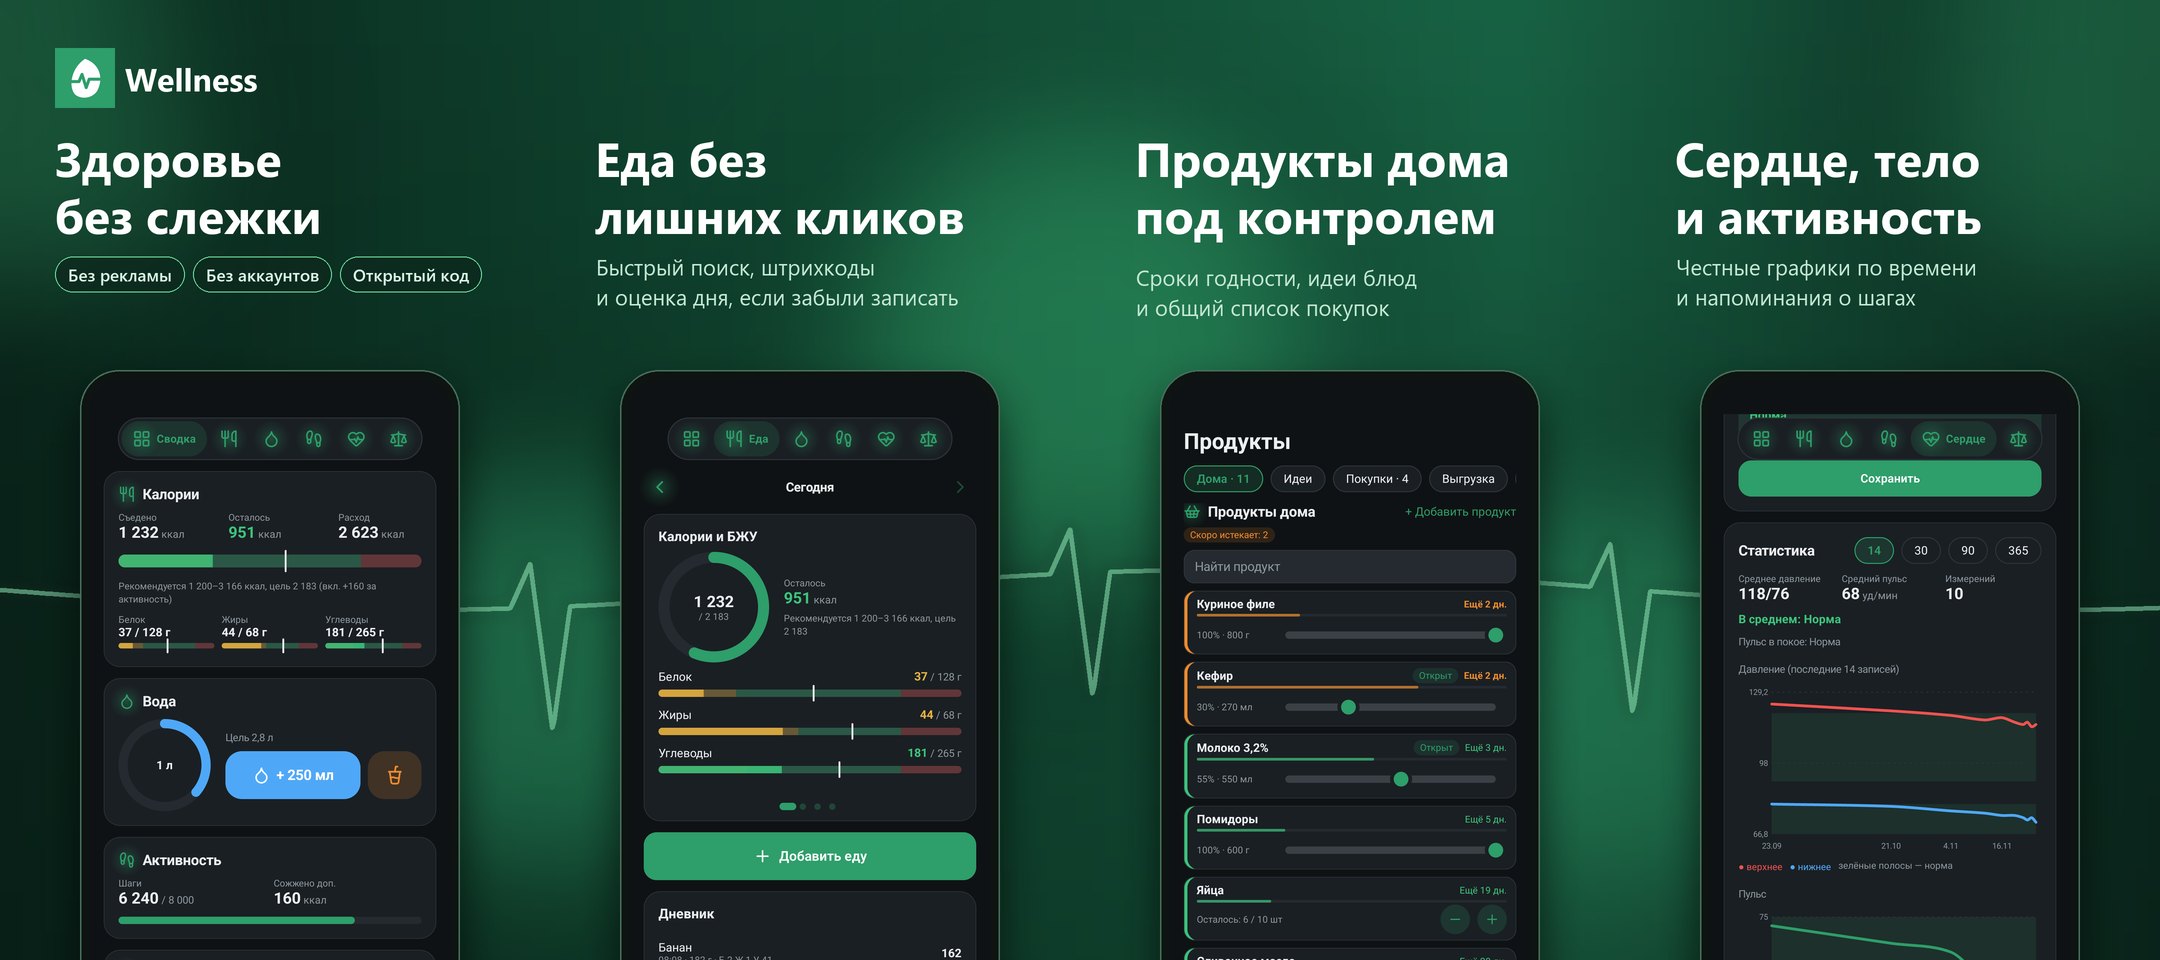 Wellness
Здоровье
без слежки
Без рекламы
Без аккаунтов
Открытый код
Сводка
Калории
Съедено
Осталось
Расход
1 232 ккал
951 ккал
2 623 ккал
Рекомендуется 1 200–3 166 ккал, цель 2 183 (вкл. +160 за
активность)
Белок
Жиры
Углеводы
37 / 128 г
44 / 68 г
181 / 265 г
Вода
1 л
Цель 2,8 л
+ 250 мл
Активность
Шаги
Сожжено доп.
6 240 / 8 000
160 ккал
Еда без
лишних кликов
Быстрый поиск, штрихкоды
и оценка дня, если забыли записать
Еда
Сегодня
Калории и БЖУ
1 232
/ 2 183
Осталось
951 ккал
Рекомендуется 1 200–3 166 ккал, цель
2 183
Белок
37 / 128 г
Жиры
44 / 68 г
Углеводы
181 / 265 г
+ Добавить еду
Дневник
Банан
162
Продукты дома
под контролем
Сроки годности, идеи блюд
и общий список покупок
Продукты
Дома · 11
Идеи
Покупки · 4
Выгрузка
Продукты дома
+ Добавить продукт
Скоро истекает: 2
Найти продукт
Куриное филе
Ещё 2 дн.
100% · 800 г
Кефир
Открыт
Ещё 2 дн.
30% · 270 мл
Молоко 3,2%
Открыт
Ещё 3 дн.
55% · 550 мл
Помидоры
Ещё 5 дн.
100% · 600 г
Яйца
Ещё 19 дн.
Осталось: 6 / 10 шт
Сердце, тело
и активность
Честные графики по времени
и напоминания о шагах
Сердце
Сохранить
Статистика
14
30
90
365
Среднее давление
Средний пульс
Измерений
118/76
68 уд/мин
10
В среднем: Норма
Пульс в покое: Норма
Давление (последние 14 записей)
129,2
98
66,8
23.09
21.10
4.11
16.11
верхнее
нижнее
зелёные полосы — норма
Пульс
75